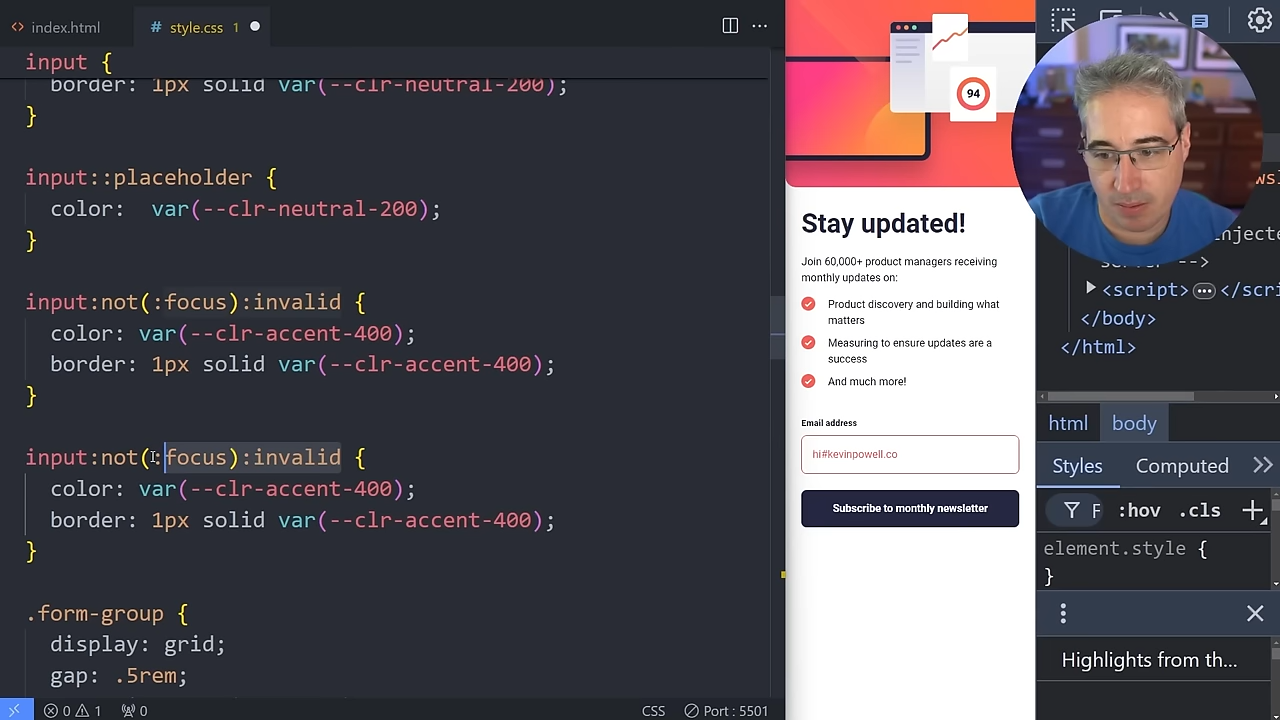 index.html
style.css 1
input {
border: 1px solid var(--clr-neutral-200);
}
input::placeholder {
color:  var(--clr-neutral-200);
}
input:not(:focus):invalid {
color: var(--clr-accent-400);
border: 1px solid var(--clr-accent-400);
}
input:not(:focus):invalid {
color: var(--clr-accent-400);
border: 1px solid var(--clr-accent-400);
}
.form-group {
display: grid;
gap: .5rem;
0 1 0
CSS
Port : 5501
94
Stay updated!
Join 60,000+ product managers receiving
monthly updates on:
Product discovery and building what
matters
Measuring to ensure updates are a
success
And much more!
Email address
hi#kevinpowell.co
Subscribe to monthly newsletter
server -->
<script> ••• </scri
</body>
</html>
html body
Styles Computed
F :hov .cls
element.style {
}
Highlights from th...